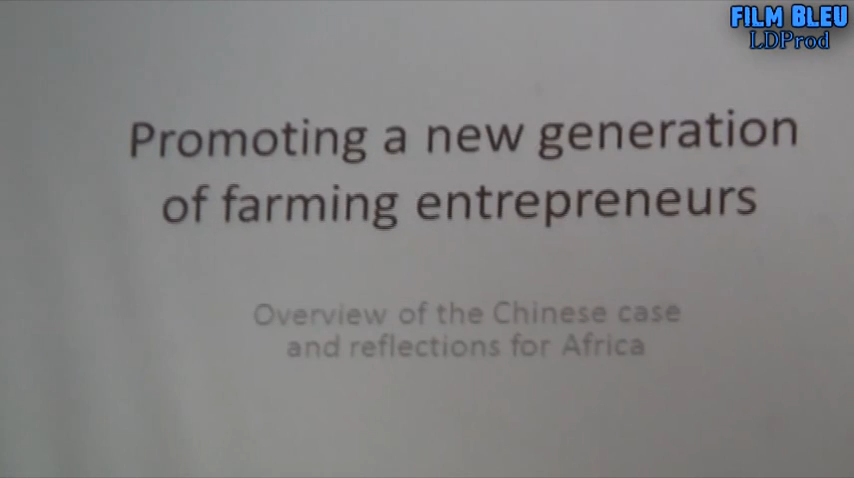 FILM BLEU
LDProd
Promoting a new generation
of farming entrepreneurs
Overview of the Chinese case
and reflections for Africa